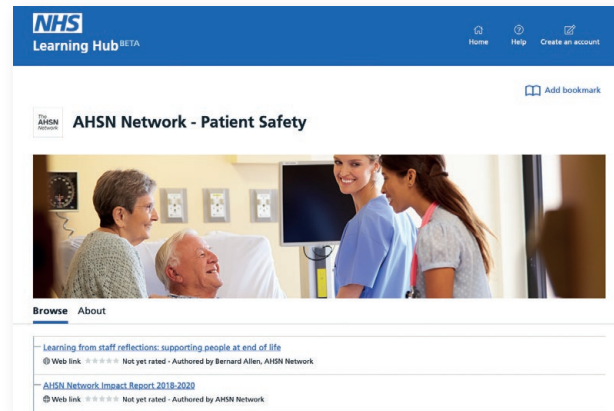 NHS
Learning Hub BETA
Home Help Create an account
Add bookmark
The AHSN Network
AHSN Network - Patient Safety
Browse About
Learning from staff reflections: supporting people at end of life
Web link Not yet rated - Authored by Bernard Allen, AHSN Network
AHSN Network Impact Report 2018-2020
Web link Not yet rated - Authored by AHSN Network